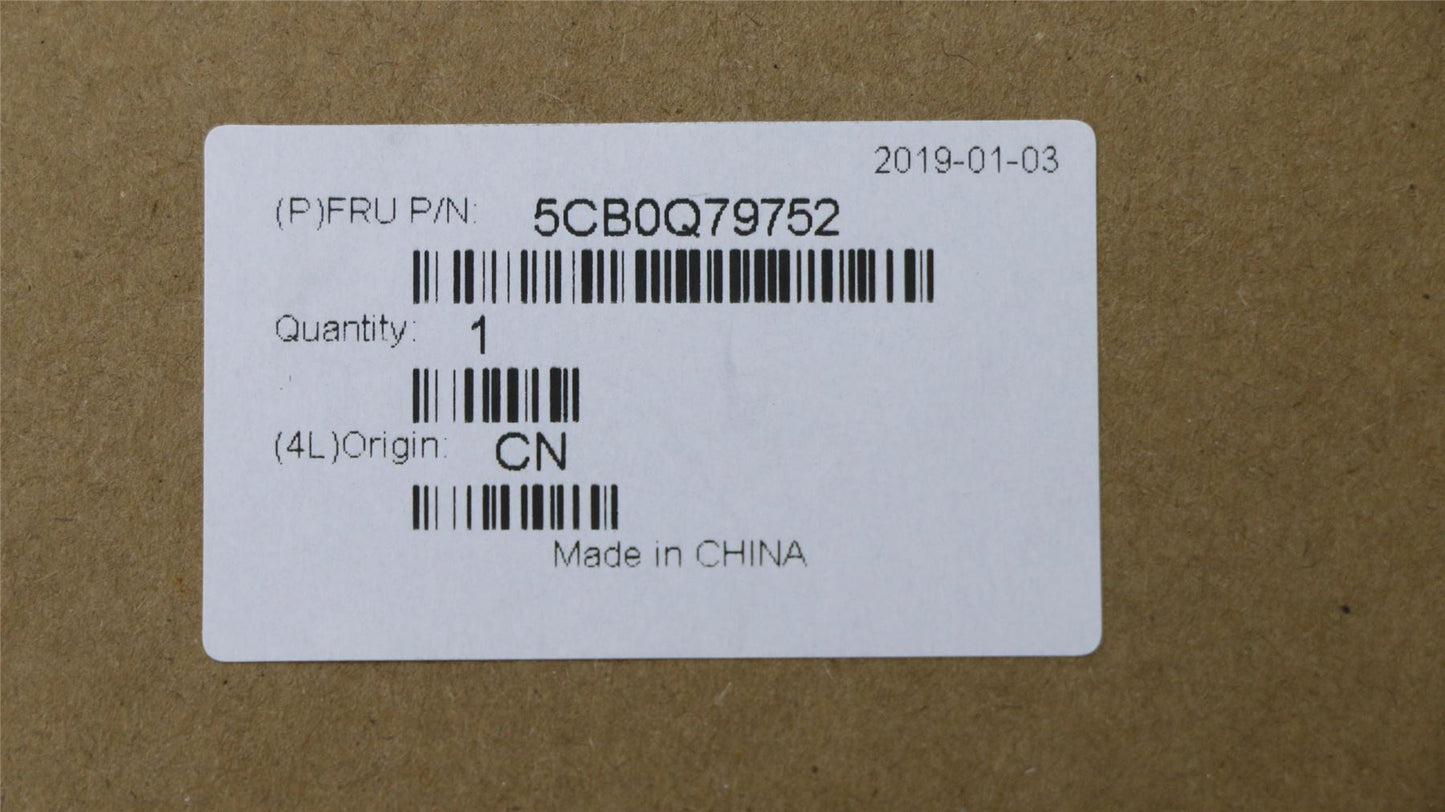 2019-01-03
(P)FRU P/N: 5CB0Q79752
Quantity: 1
(4L)Origin: CN
Made in CHINA